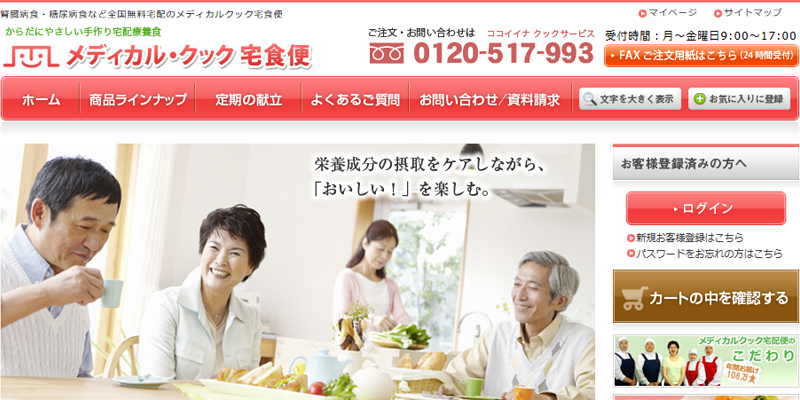 腎臓病食・糖尿病食など全国無料宅配のメディカルクック宅食便
マイページ サイトマップ
からだにやさしい手作り宅配療養食
メディカル・クック 宅食便
ご注文・お問い合わせは ココイイナ クックサービス
0120-517-993
受付時間：月～金曜日9:00～17:00
FAXご注文用紙はこちら(24時間受付)
ホーム 商品ラインナップ 定期の献立 よくあるご質問 お問い合わせ/資料請求 文字を大きく表示 お気に入りに登録
栄養成分の摂取をケアしながら、
「おいしい！」を楽しむ。
お客様登録済みの方へ
ログイン
新規お客様登録はこちら
パスワードをお忘れの方はこちら
カートの中を確認する
メディカルクック宅配便の
こだわり
年間お届け
108万食